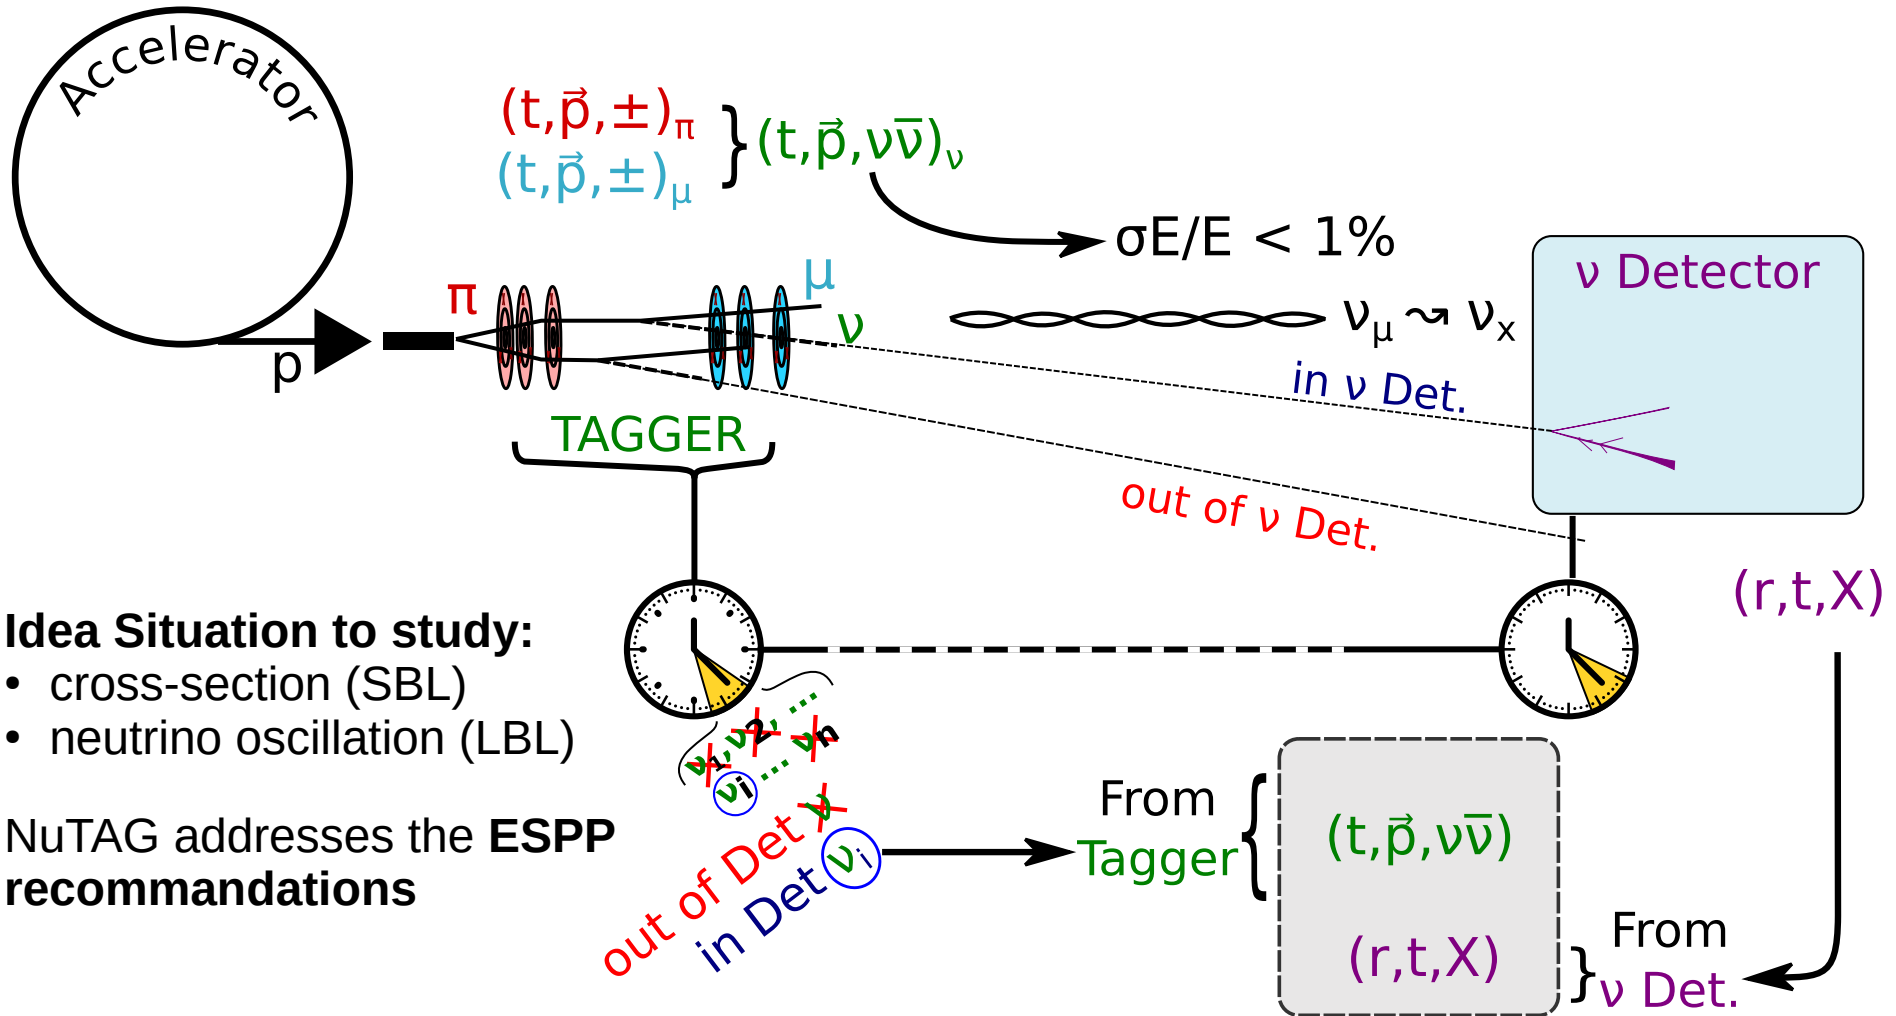 Accelerator
(t,p⃗,±)π
(t,p⃗,±)μ
}
(t,p⃗,νν̅)ν
σE/E < 1%
ν Detector
π
μ
ν
p
νμ ↝ νx
in ν Det.
TAGGER
out of ν Det.
(r,t,X)
Idea Situation to study:
• cross-section (SBL)
• neutrino oscillation (LBL)
NuTAG addresses the ESPP
recommandations
(ν1,ν2, ...
νi ... νn)
out of Det ν
in Det νi
From
Tagger
{
(t,p⃗,νν̅)
(r,t,X)
}
From
ν Det.